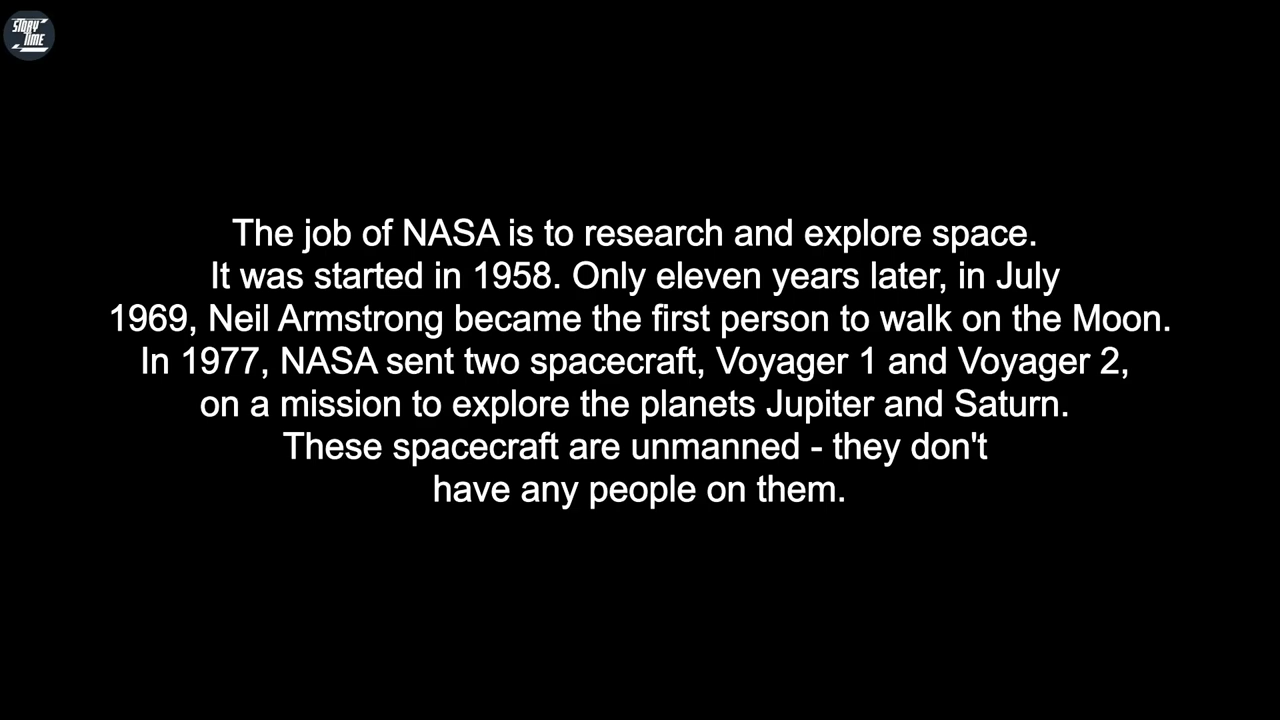 STORY
TIME
The job of NASA is to research and explore space.
It was started in 1958. Only eleven years later, in July
1969, Neil Armstrong became the first person to walk on the Moon.
In 1977, NASA sent two spacecraft, Voyager 1 and Voyager 2,
on a mission to explore the planets Jupiter and Saturn.
These spacecraft are unmanned - they don't
have any people on them.